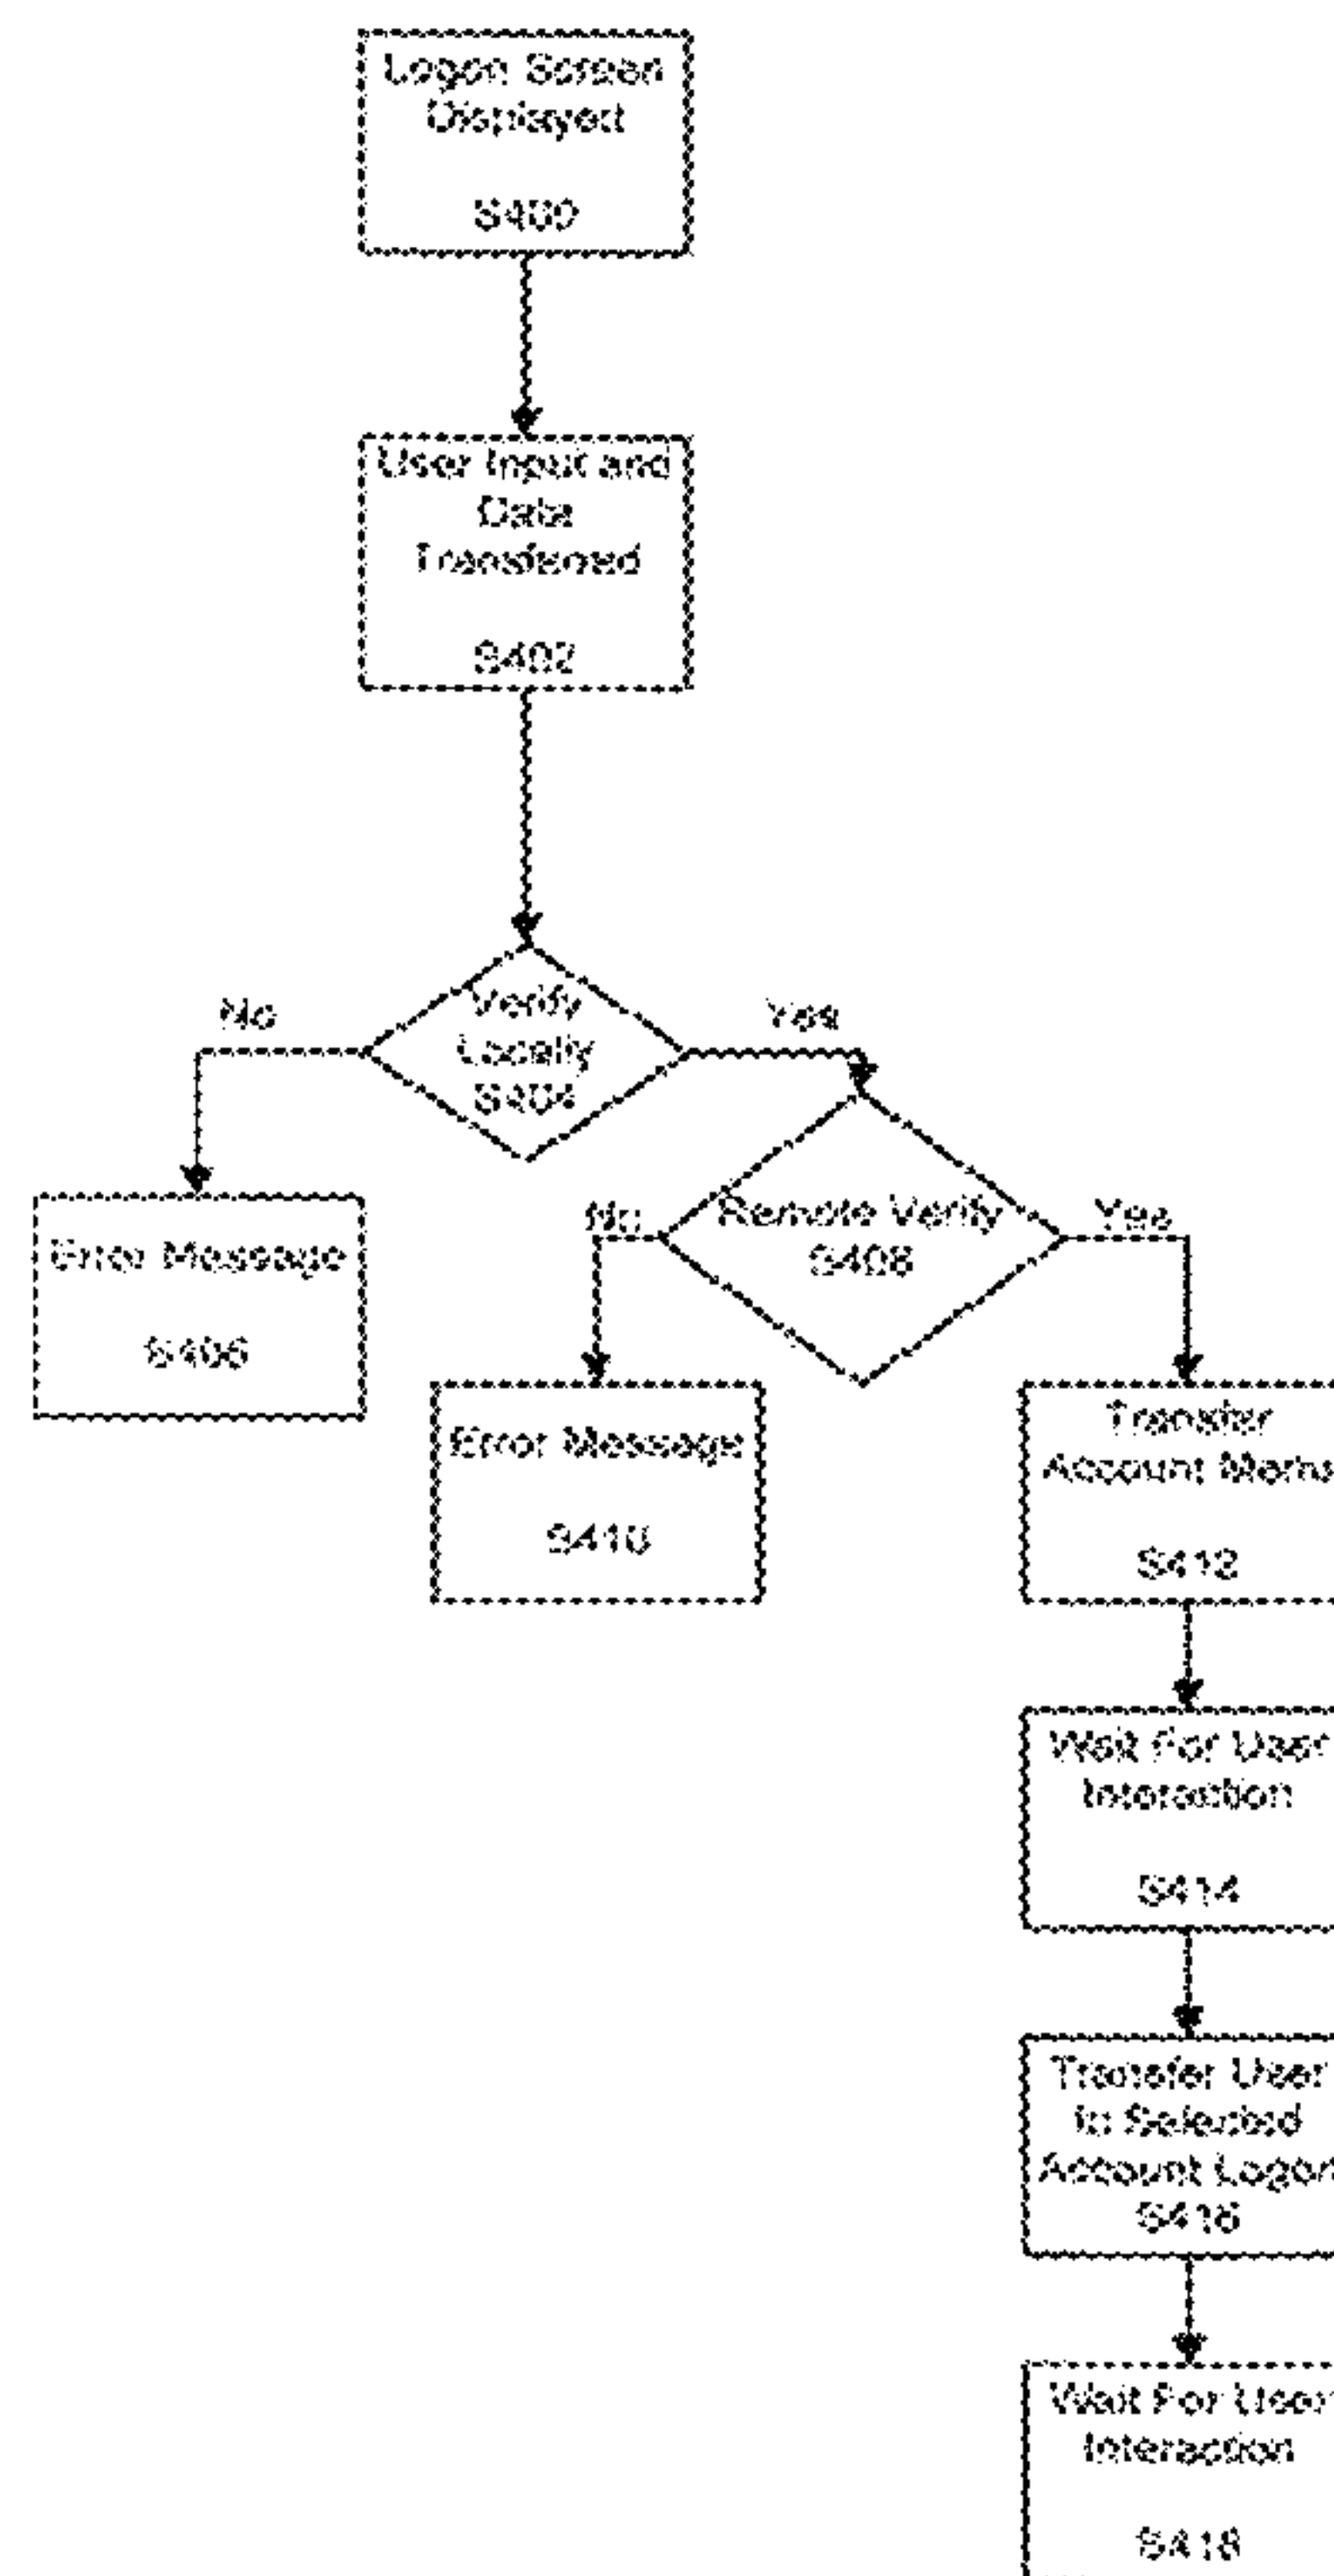 Logon Screen
Displayed
S400
User Input and
Data
Transferred
S402
No
Verify
Locally
S404
Yes
Error Message
S406
No
Remote Verify
S408
Yes
Error Message
S410
Transfer
Account Menu
S412
Wait For User
Interaction
S414
Transfer User
to Selected
Account Logon
S416
Wait For User
Interaction
S418